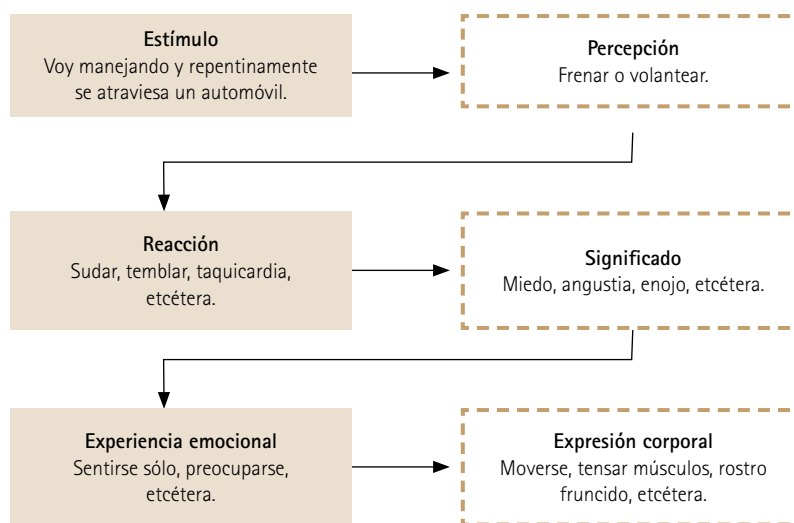 Estímulo
Voy manejando y repentinamente
se atraviesa un automóvil.
Percepción
Frenar o volantear.
Reacción
Sudar, temblar, taquicardia,
etcétera.
Significado
Miedo, angustia, enojo, etcétera.
Experiencia emocional
Sentirse sólo, preocuparse,
etcétera.
Expresión corporal
Moverse, tensar músculos, rostro
fruncido, etcétera.